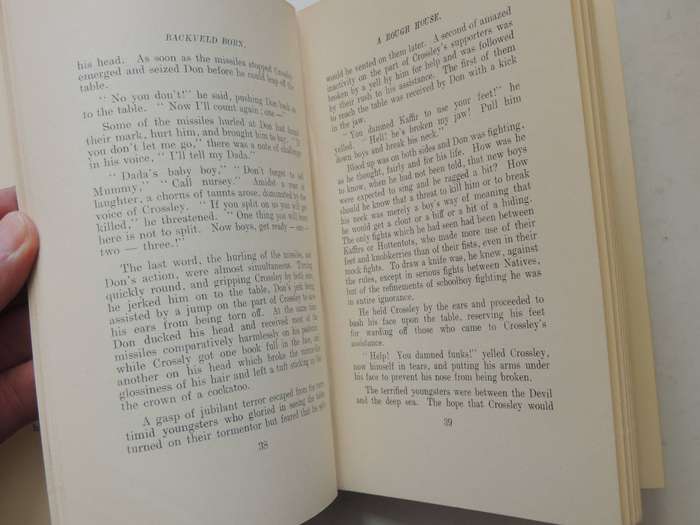 BACKVELD BORN.
his head. As soon as the missiles stopped Crossley
emerged and seized Don before he could leap off the
table.
" No you don't!" he said, pushing Don back on
to the table. " Now I'll count again; one—"
Some of the missiles hurled at Don had found
their mark, hurt him, and brought him to bay. " If
you don't let me go," there was a note of challenge
in his voice, " I'll tell my Dada."
" Dada's baby boy," " Don't forget to tell
Mummy," " Call nursey." Amidst a roar of
laughter, a chorus of taunts arose, dominated by the
voice of Crossley. " If you split on us you will get
killed," he threatened. " One thing you will learn
here is not to split. Now boys, get ready — one —
two — three!"
The last word, the hurling of the missiles, and
Don's action, were almost simultaneous. Turning
quickly round, and gripping Crossley by both ears,
he jerked him on to the table, Don's jerk being
assisted by a jump on the part of Crossley to save
his ears from being torn off. At the same time
Don ducked his head and received most of the
missiles comparatively harmlessly on his posterior
while Crossly got one book full in the face, and
another on his head which broke the mirror-like
glossiness of his hair and left a tuft sticking up like
the crown of a cockatoo.
A gasp of jubilant terror escaped from the more
timid youngsters who gloried in seeing the tables
turned on their tormentor but feared that his
38
A ROUGH HOUSE.
would be vented on them later. A second of amazed
inactivity on the part of Crossley's supporters was
broken by a yell by him for help and was followed
by their rush to his assistance. The first of them
to reach the table was received by Don with a kick
in the jaw.
" You damned Kaffir to use your feet!" he
yelled. " Hell! he's broken my jaw! Pull him
down boys and break his neck."
Blood was up on both sides and Don was fighting,
as he thought, fairly and for his life. How was he
to know, when he had not been told, that new boys
were expected to sing and be ragged a bit? How
should he know that a threat to kill him or to break
his neck was merely a boy's way of meaning that
he would get a clout or a biff or a bit of a hiding.
The only fights which he had seen had been between
Kaffirs or Hottentots, who made more use of their
feet and knobkerries than of their fists, even in their
mock fights. To draw a knife was, he knew, against
the rules, except in serious fights between Natives,
but of the refinements of schoolboy fighting he was
in entire ignorance.
He held Crossley by the ears and proceeded to
bash his face upon the table, reserving his feet
for warding off those who came to Crossley's
assistance.
" Help! You damned funks!" yelled Crossley,
now himself in tears, and putting his arms under
his face to prevent his nose from being broken.
The terrified youngsters were between the Devil
and the deep sea. The hope that Crossley would
39